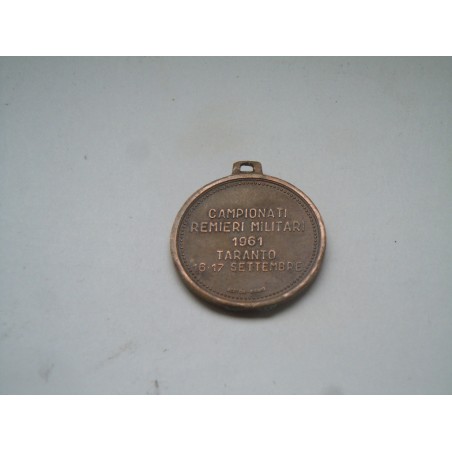 CAMPIONATI
REMIERI MILITARI
1961
TARANTO
16-17 SETTEMBRE